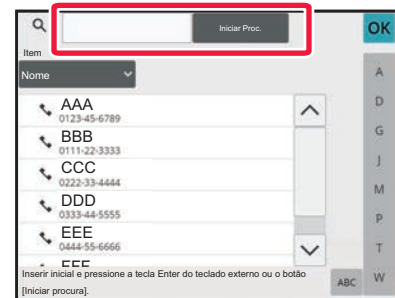 Iniciar Proc.
OK
Item
Nome
A
D
G
J
M
P
T
W
AAA
0123-45-6789
BBB
0111-22-3333
CCC
0222-33-4444
DDD
0333-44-5555
EEE
0444-55-6666
FFF
Inserir inicial e pressione a tecla Enter do teclado externo ou o botão
[Iniciar procura].
ABC